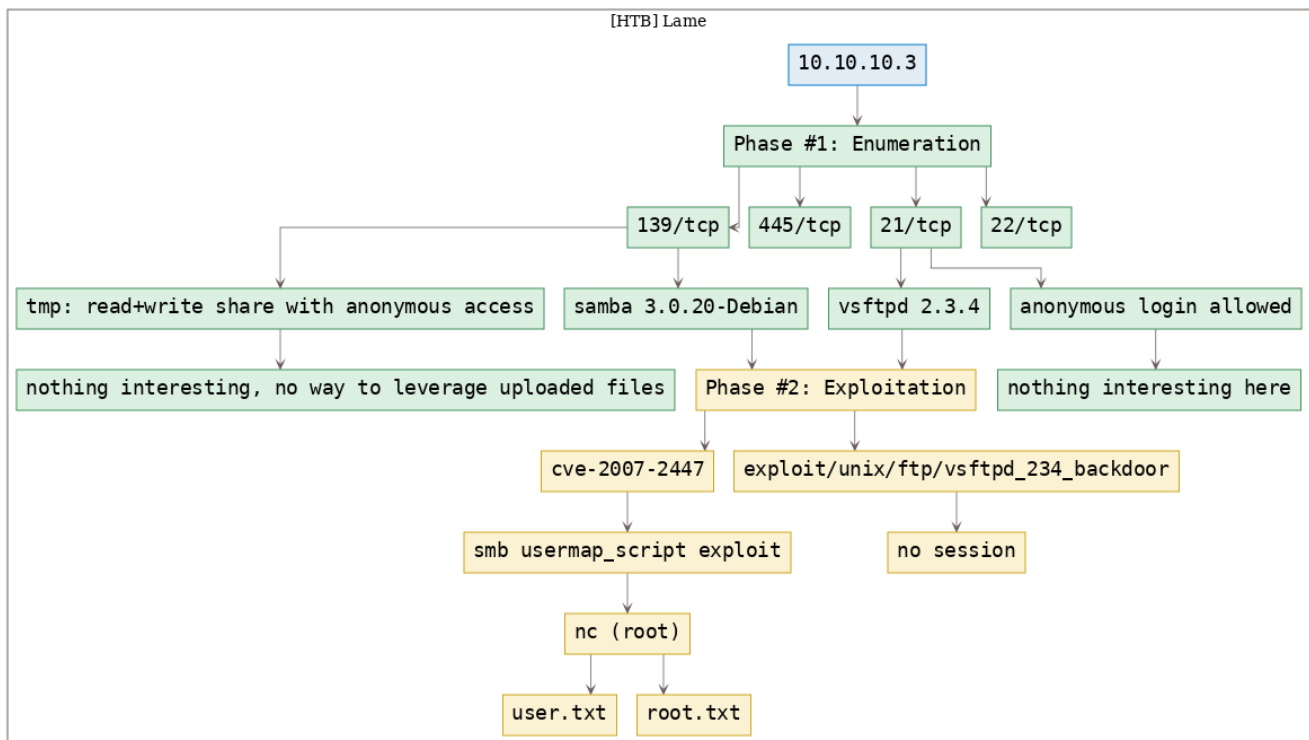 [HTB] Lame
10.10.10.3
Phase #1: Enumeration
139/tcp
445/tcp
21/tcp
22/tcp
tmp: read+write share with anonymous access
samba 3.0.20-Debian
vsftpd 2.3.4
anonymous login allowed
nothing interesting, no way to leverage uploaded files
Phase #2: Exploitation
nothing interesting here
cve-2007-2447
exploit/unix/ftp/vsftpd_234_backdoor
smb usermap_script exploit
no session
nc (root)
user.txt
root.txt